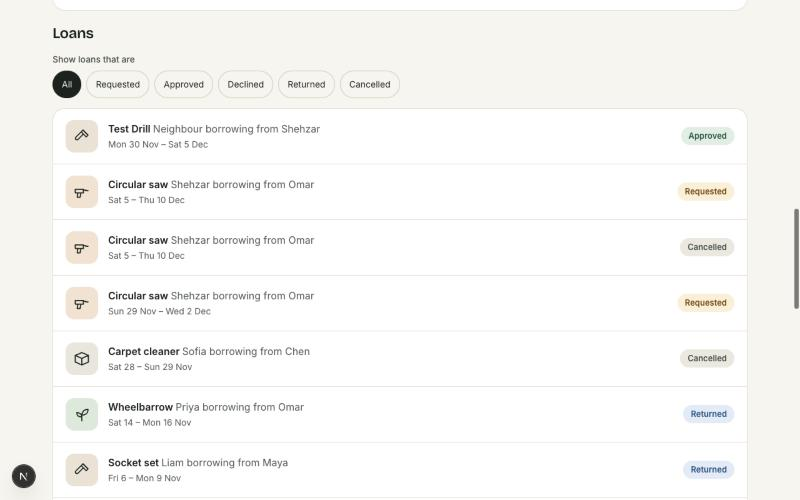 Loans
Show loans that are
All
Requested
Approved
Declined
Returned
Cancelled
Test Drill Neighbour borrowing from Shehzar
Mon 30 Nov – Sat 5 Dec
Approved
Circular saw Shehzar borrowing from Omar
Sat 5 – Thu 10 Dec
Requested
Circular saw Shehzar borrowing from Omar
Sat 5 – Thu 10 Dec
Cancelled
Circular saw Shehzar borrowing from Omar
Sun 29 Nov – Wed 2 Dec
Requested
Carpet cleaner Sofia borrowing from Chen
Sat 28 – Sun 29 Nov
Cancelled
Wheelbarrow Priya borrowing from Omar
Sat 14 – Mon 16 Nov
Returned
Socket set Liam borrowing from Maya
Fri 6 – Mon 9 Nov
Returned
N